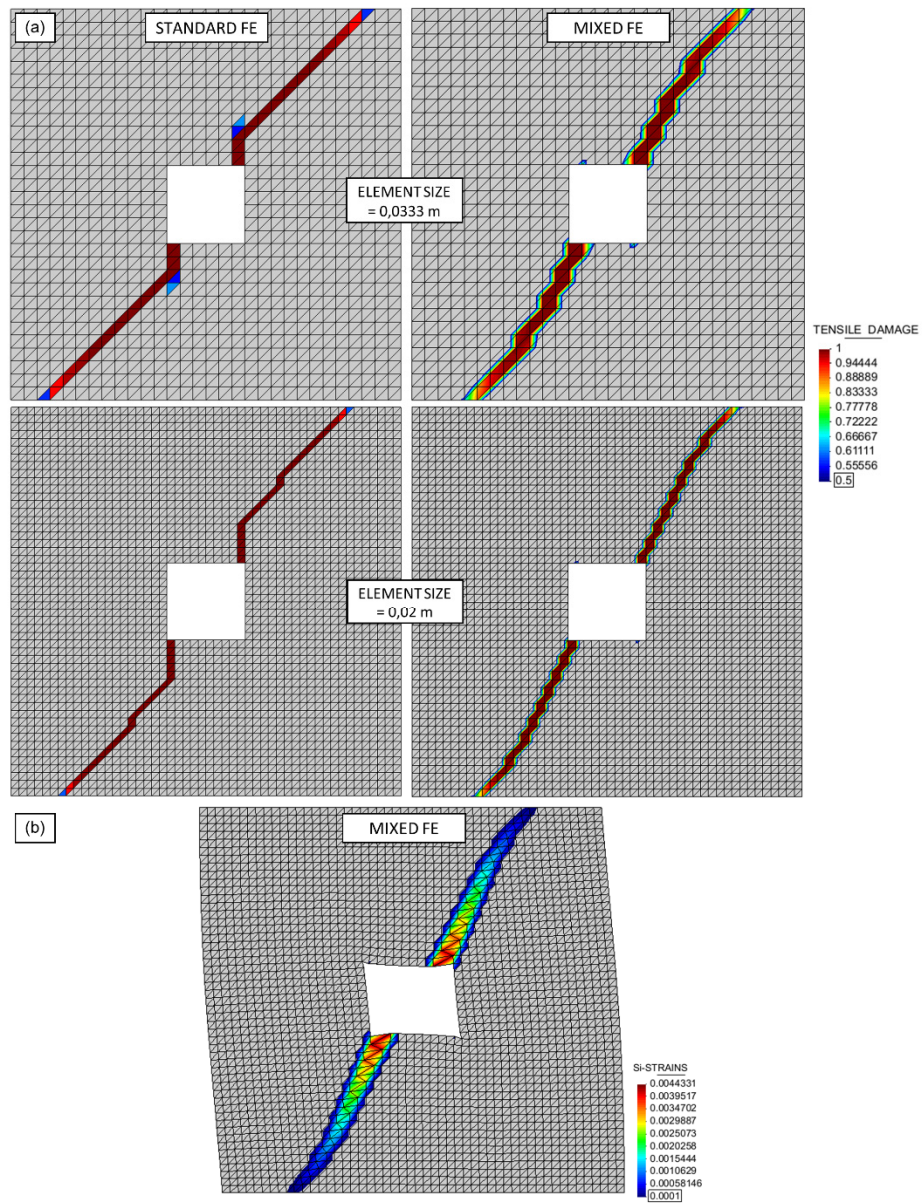 (a)
STANDARD FE
MIXED FE
ELEMENT SIZE
= 0,0333 m
TENSILE DAMAGE
1
0.94444
0.88889
0.83333
0.77778
0.72222
0.66667
0.61111
0.55556
0.5
ELEMENT SIZE
= 0,02 m
(b)
MIXED FE
Si-STRAINS
0.0044331
0.0039517
0.0034702
0.0029887
0.0025073
0.0020258
0.0015444
0.0010629
0.00058146
0.0001